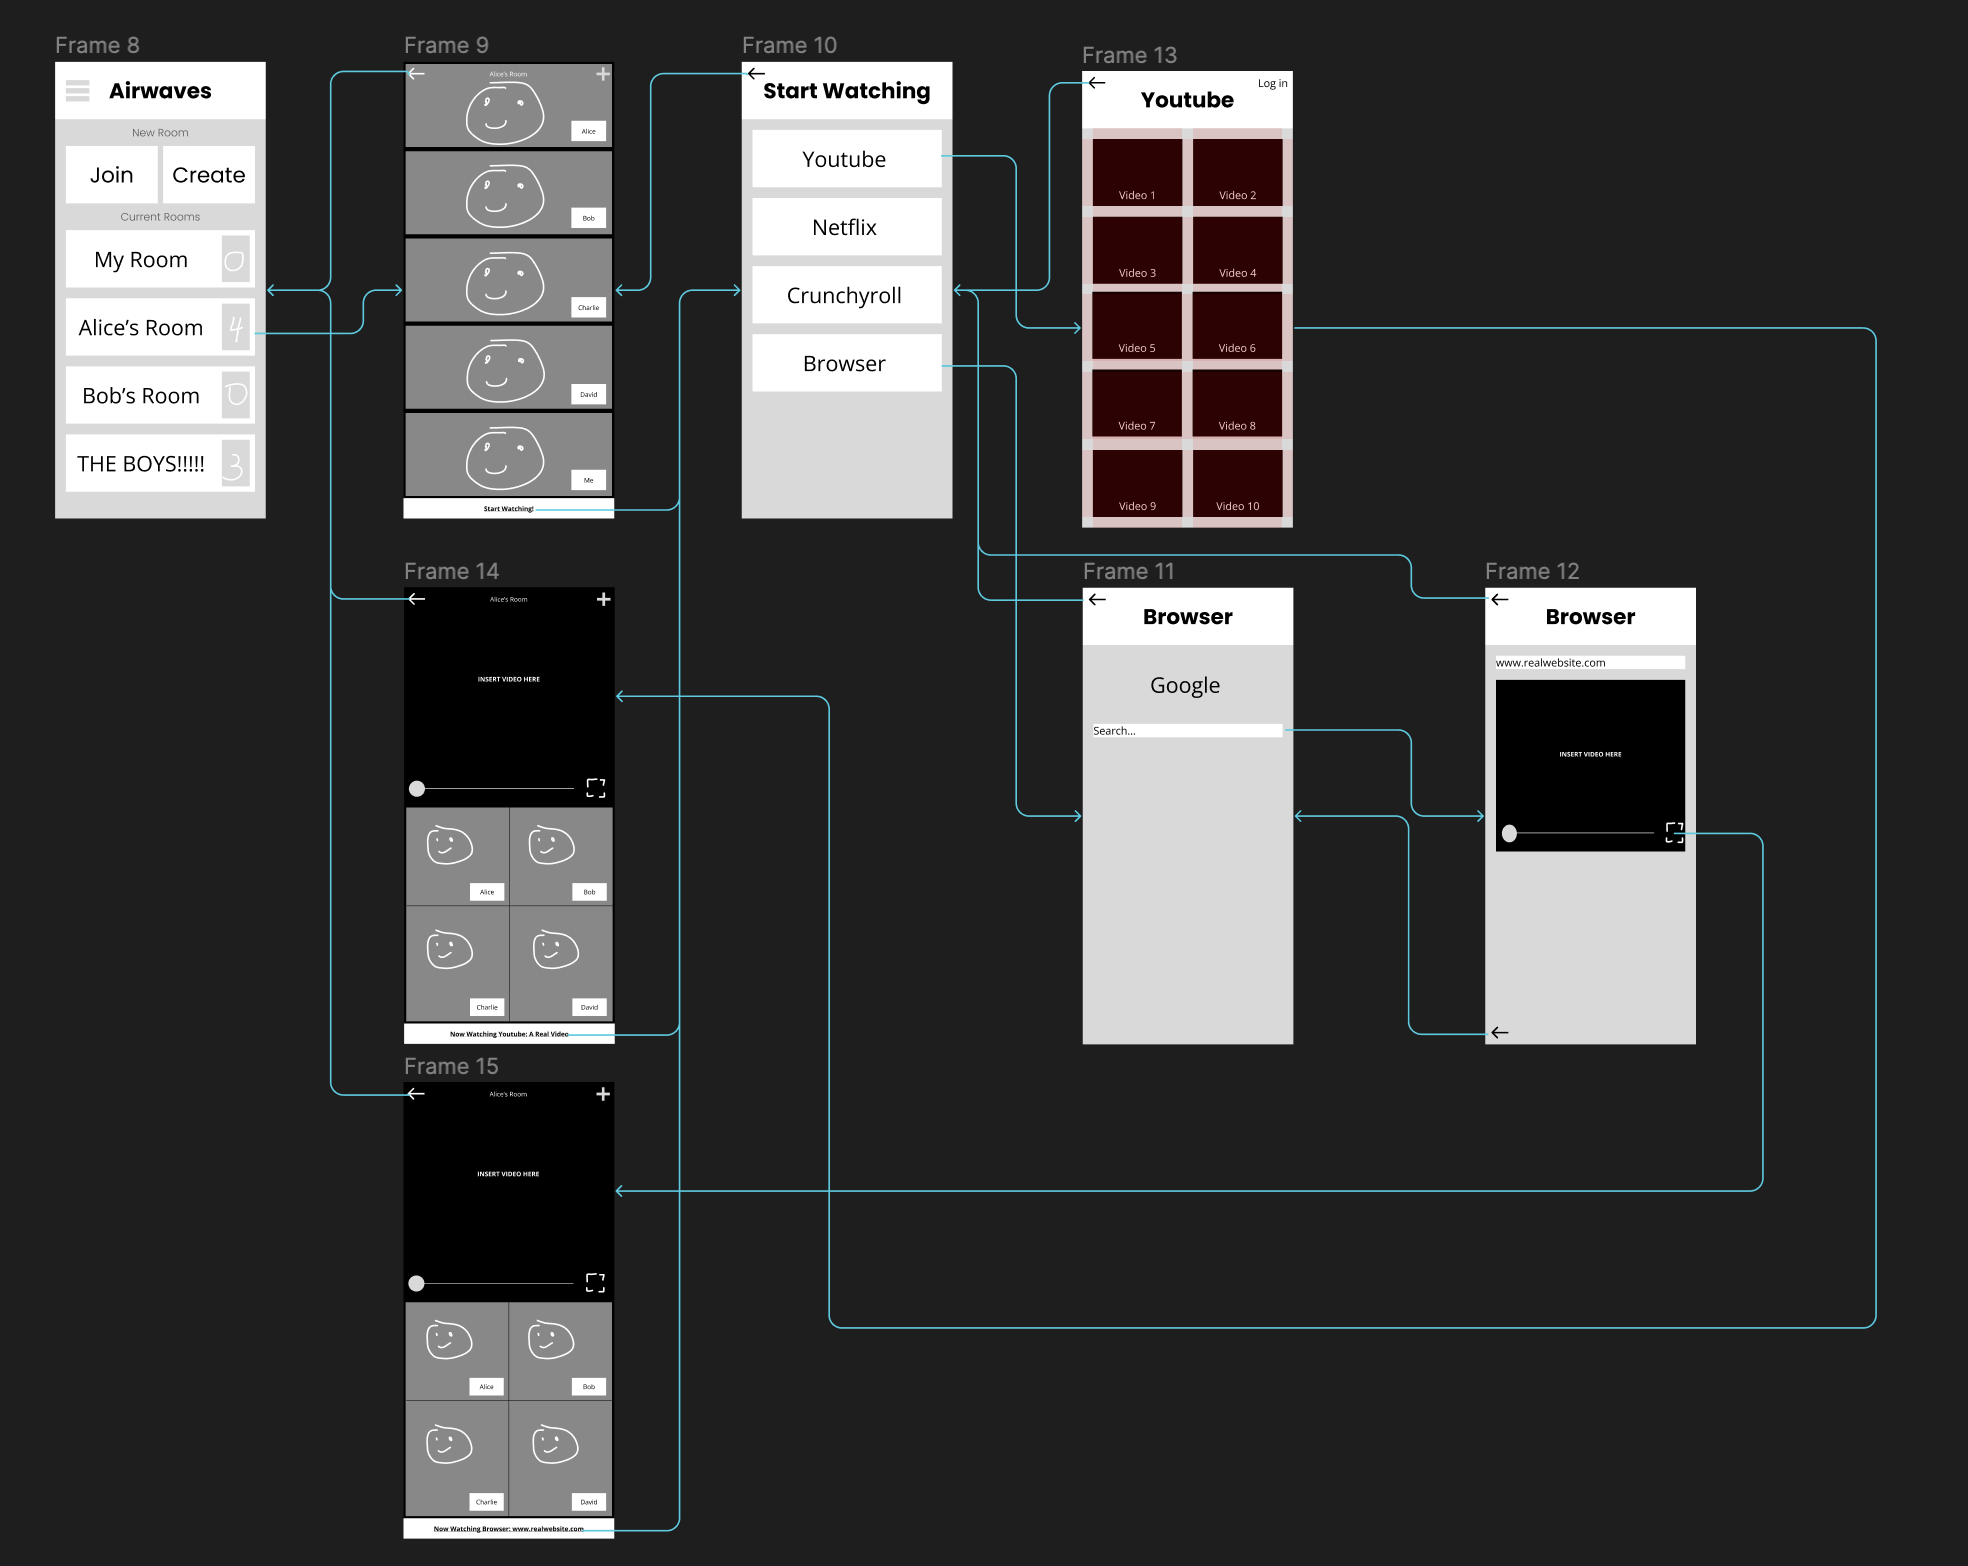 Frame 8
Airwaves
New Room
Join
Create
Current Rooms
My Room
0
Alice's Room
4
Bob's Room
0
THE BOYS!!!!!
3
Frame 9
Alice's Room
Alice
Bob
Charlie
David
Me
Start Watching!
Frame 10
Start Watching
Youtube
Netflix
Crunchyroll
Browser
Frame 13
Log in
Youtube
Video 1
Video 2
Video 3
Video 4
Video 5
Video 6
Video 7
Video 8
Video 9
Video 10
Frame 14
Alice's Room
INSERT VIDEO HERE
Alice
Bob
Charlie
David
Now Watching Youtube: A Real Video
Frame 11
Browser
Google
Search...
Frame 12
Browser
www.realwebsite.com
INSERT VIDEO HERE
Frame 15
Alice's Room
INSERT VIDEO HERE
Alice
Bob
Charlie
David
Now Watching Browser: www.realwebsite.com